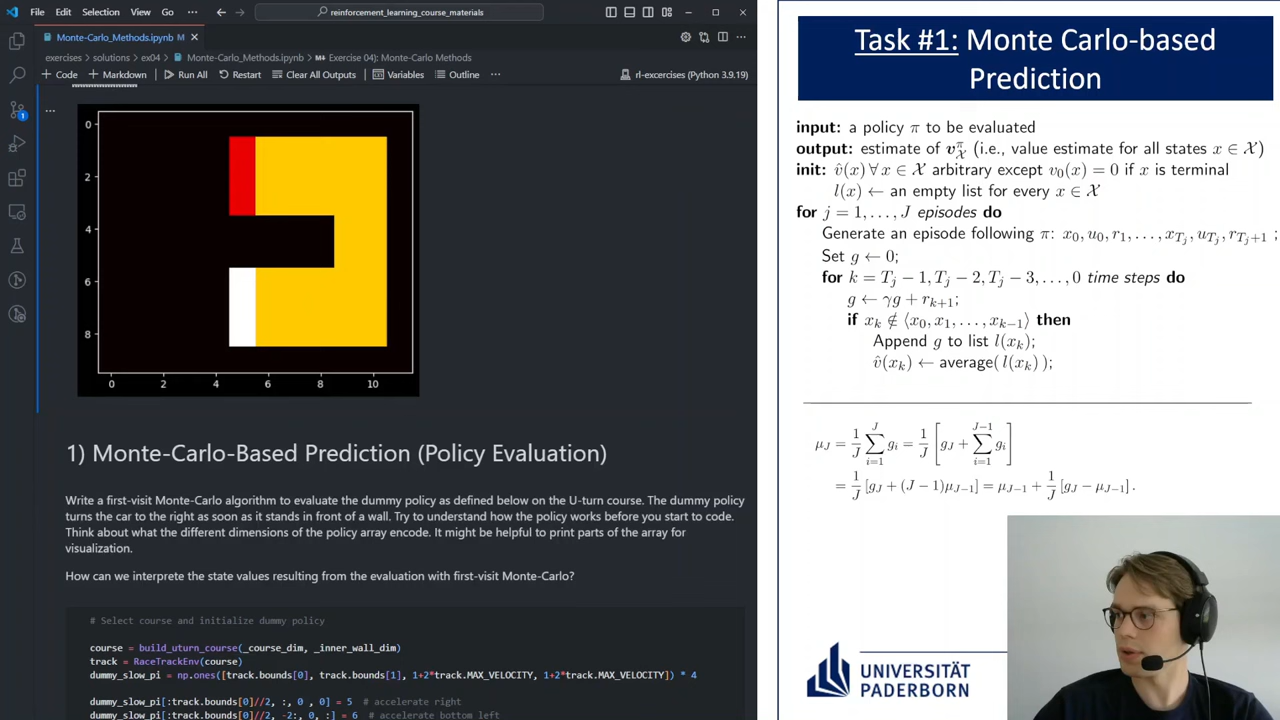 File Edit Selection View Go ··· reinforcement_learning_course_materials
Monte-Carlo_Methods.ipynb M
exercises > solutions > ex04 > Monte-Carlo_Methods.ipynb > Exercise 04): Monte-Carlo Methods
+ Code + Markdown Run All Restart Clear All Outputs Variables Outline ··· rl-excercises (Python 3.9.19)
1
···
0
2
4
6
8
0 2 4 6 8 10
1) Monte-Carlo-Based Prediction (Policy Evaluation)
Write a first-visit Monte-Carlo algorithm to evaluate the dummy policy as defined below on the U-turn course. The dummy policy
turns the car to the right as soon as it stands in front of a wall. Try to understand how the policy works before you start to code.
Think about what the different dimensions of the policy array encode. It might be helpful to print parts of the array for
visualization.
How can we interprete the state values resulting from the evaluation with first-visit Monte-Carlo?
# Select course and initialize dummy policy
course = build_uturn_course(_course_dim, _inner_wall_dim)
track = RaceTrackEnv(course)
dummy_slow_pi = np.ones([track.bounds[0], track.bounds[1], 1+2*track.MAX_VELOCITY, 1+2*track.MAX_VELOCITY]) * 4
dummy_slow_pi[:track.bounds[0]//2, :, 0 , 0] = 5 # accelerate right
dummy_slow_pi[:track.bounds[0]//2, -2:, 0, :] = 6 # accelerate bottom left
Task #1: Monte Carlo-based
Prediction
input: a policy π to be evaluated
output: estimate of v^π_𝒳 (i.e., value estimate for all states x ∈ 𝒳)
init: v̂(x) ∀ x ∈ 𝒳 arbitrary except v₀(x) = 0 if x is terminal
l(x) ← an empty list for every x ∈ 𝒳
for j = 1, . . . , J episodes do
Generate an episode following π: x₀, u₀, r₁, . . . , x_{T_j}, u_{T_j}, r_{T_j+1} ;
Set g ← 0;
for k = T_j − 1, T_j − 2, T_j − 3, . . . , 0 time steps do
g ← γg + r_{k+1};
if x_k ∉ ⟨x₀, x₁, . . . , x_{k−1}⟩ then
Append g to list l(x_k);
v̂(x_k) ← average( l(x_k) );
μ_J = 1/J ∑_{i=1}^{J} g_i = 1/J [ g_J + ∑_{i=1}^{J−1} g_i ]
= 1/J [g_J + (J − 1)μ_{J−1}] = μ_{J−1} + 1/J [g_J − μ_{J−1}] .
UNIVERSITÄT
PADERBORN